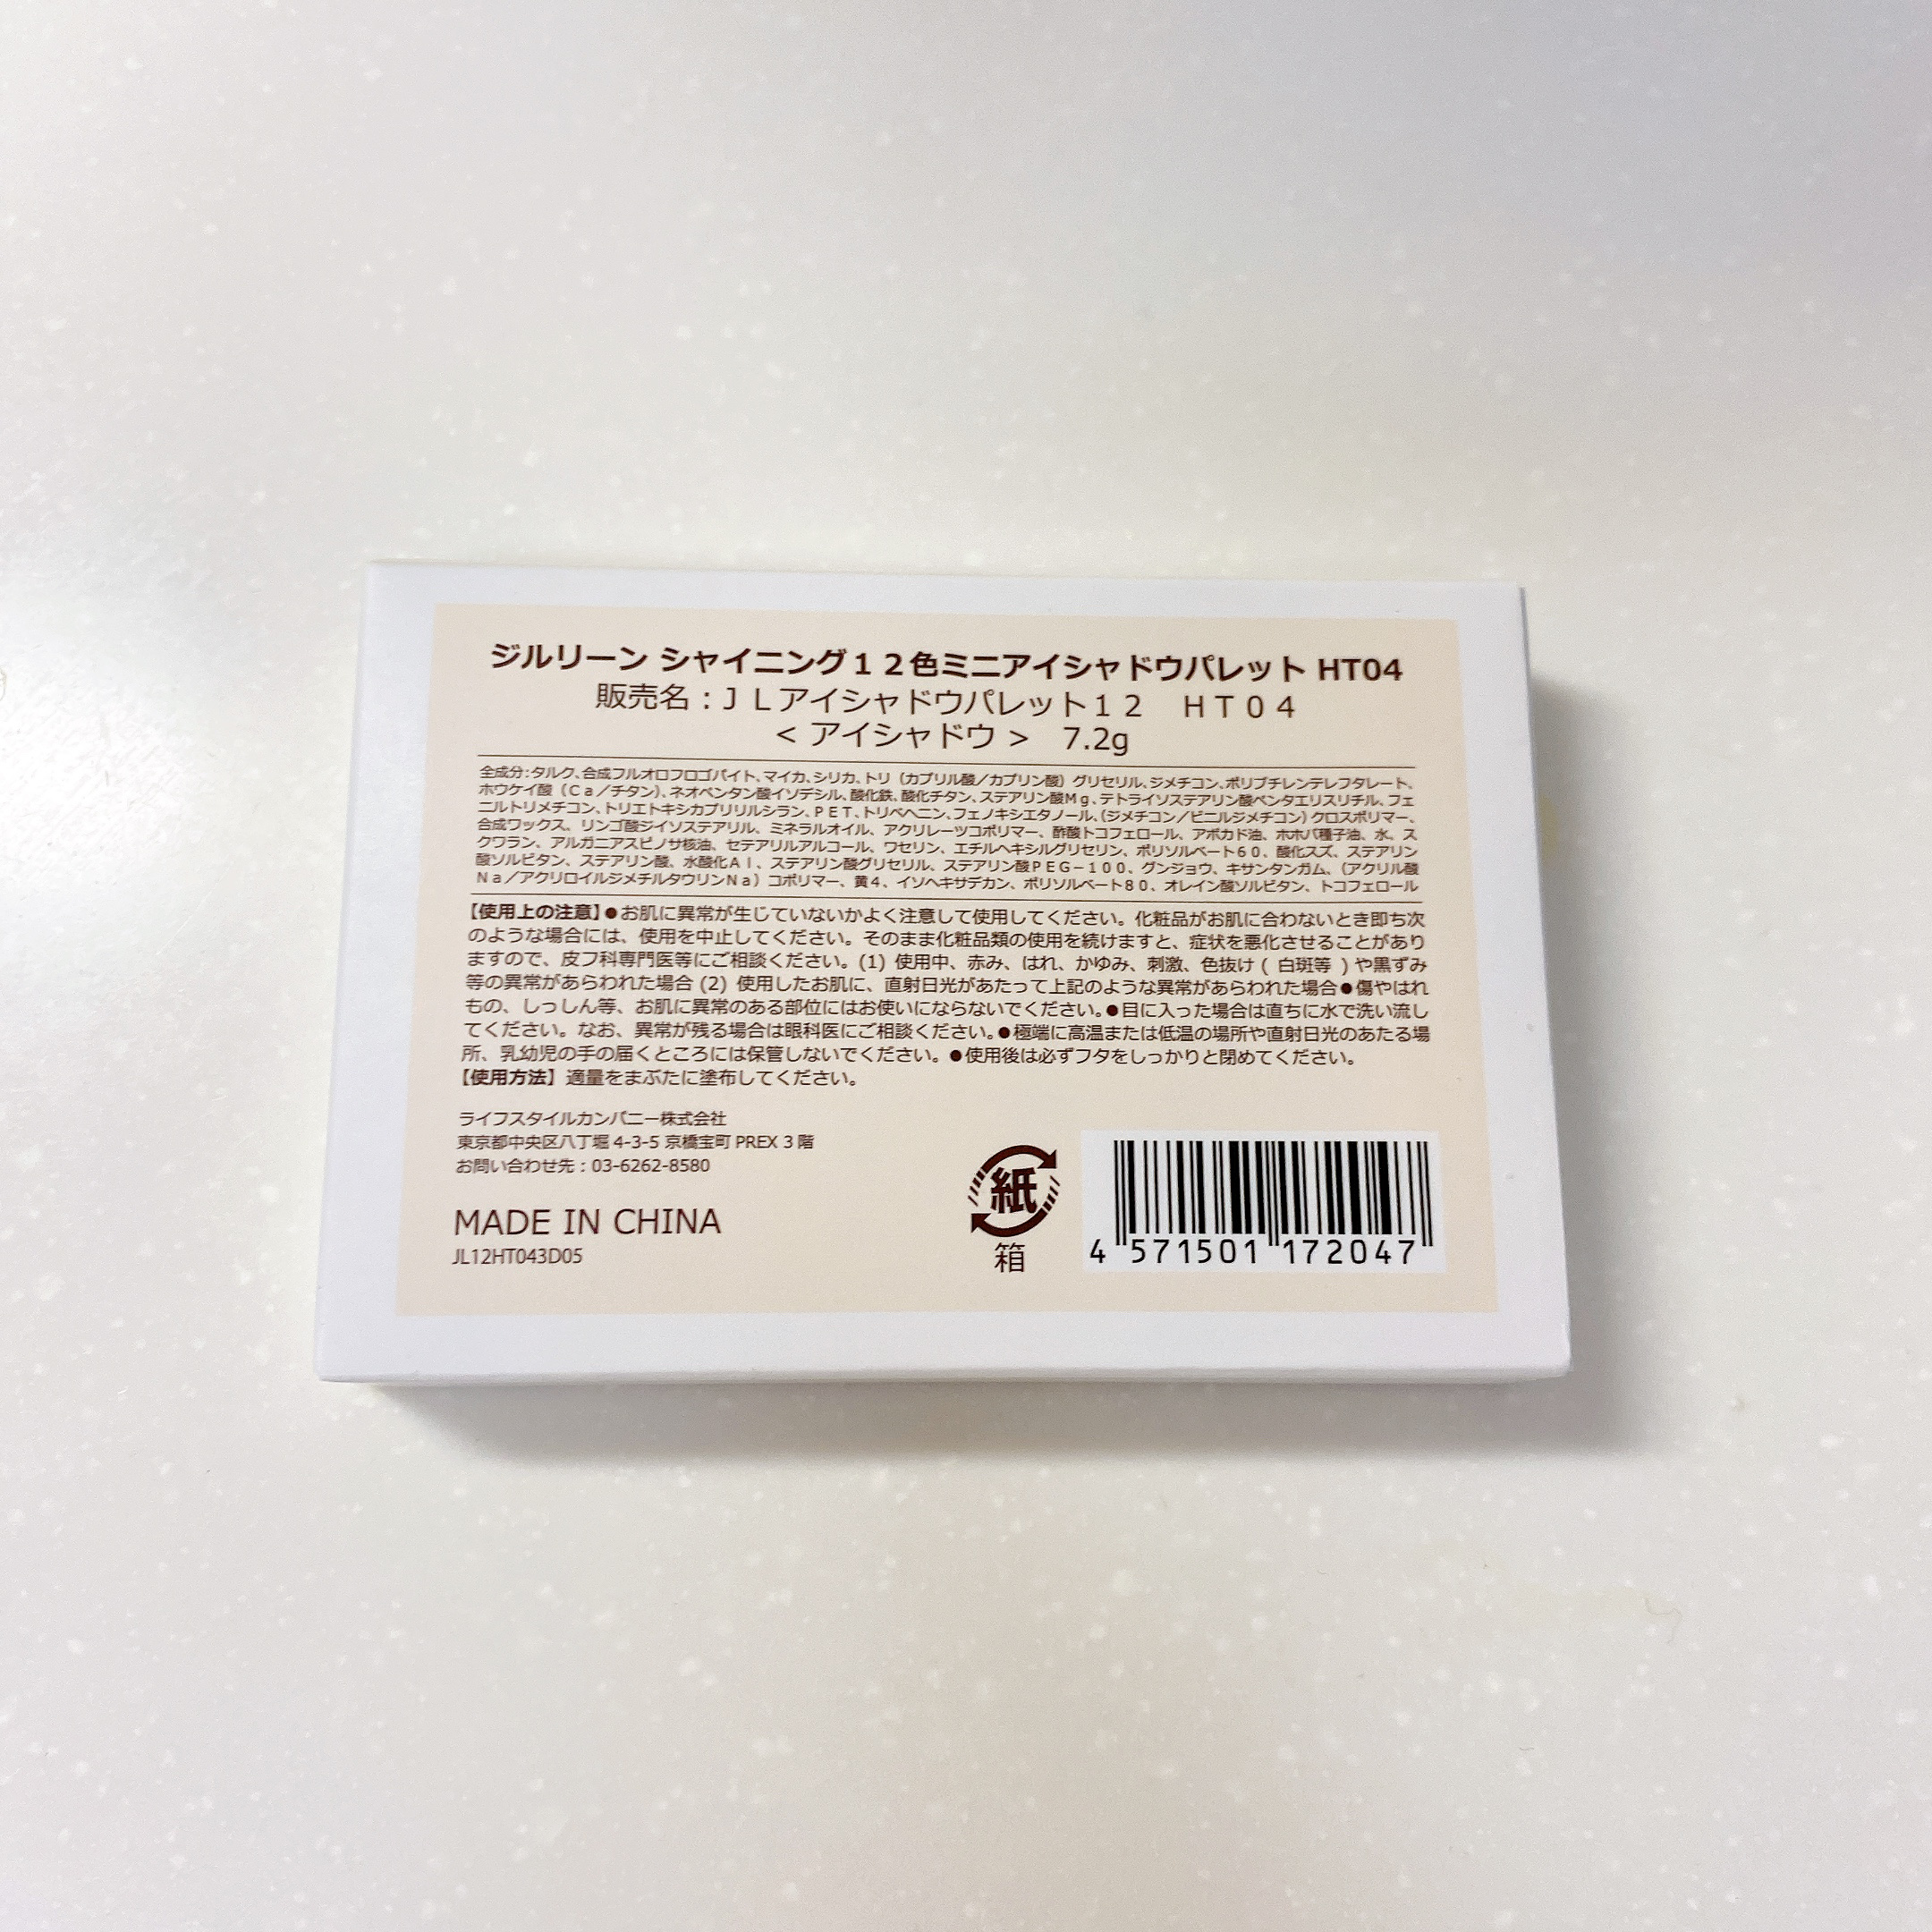 ジルリーン シャイニング１２色ミニアイシャドウパレット HT04
販売名：ＪＬアイシャドウパレット１２　ＨＴ０４
< アイシャドウ >　7.2g
全成分：タルク、合成フルオロフロゴパイト、マイカ、シリカ、トリ（カプリル酸／カプリン酸）グリセリル、ジメチコン、ポリブチレンテレフタレート、
ホウケイ酸（Ｃａ／チタン）、ネオペンタン酸イソデシル、酸化鉄、酸化チタン、ステアリン酸Ｍｇ、テトライソステアリン酸ペンタエリスリチル、フェ
ニルトリメチコン、トリエトキシカプリリルシラン、ＰＥＴ、トリベヘニン、フェノキシエタノール、（ジメチコン／ビニルジメチコン）クロスポリマー、
合成ワックス、リンゴ酸ジイソステアリル、ミネラルオイル、アクリレーツコポリマー、酢酸トコフェロール、アボカド油、ホホバ種子油、水、ス
クワラン、アルガニアスピノサ核油、セテアリルアルコール、ワセリン、エチルヘキシルグリセリン、ポリソルベート６０、酸化スズ、ステアリン
酸ソルビタン、ステアリン酸、水酸化Ａｌ、ステアリン酸グリセリル、ステアリン酸ＰＥＧ－１００、グンジョウ、キサンタンガム、（アクリル酸
Ｎａ／アクリロイルジメチルタウリンＮａ）コポリマー、黄４、イソヘキサデカン、ポリソルベート８０、オレイン酸ソルビタン、トコフェロール
【使用上の注意】●お肌に異常が生じていないかよく注意して使用してください。化粧品がお肌に合わないとき即ち次
のような場合には、使用を中止してください。そのまま化粧品類の使用を続けますと、症状を悪化させることがあり
ますので、皮フ科専門医等にご相談ください。(1) 使用中、赤み、はれ、かゆみ、刺激、色抜け ( 白斑等 ) や黒ずみ
等の異常があらわれた場合 (2) 使用したお肌に、直射日光があたって上記のような異常があらわれた場合●傷やはれ
もの、しっしん等、お肌に異常のある部位にはお使いにならないでください。●目に入った場合は直ちに水で洗い流し
てください。なお、異常が残る場合は眼科医にご相談ください。●極端に高温または低温の場所や直射日光のあたる場
所、乳幼児の手の届くところには保管しないでください。●使用後は必ずフタをしっかりと閉めてください。
【使用方法】適量をまぶたに塗布してください。
ライフスタイルカンパニー株式会社
東京都中央区八丁堀 4-3-5 京橋宝町 PREX 3 階
お問い合わせ先：03-6262-8580
MADE IN CHINA
JL12HT043D05
紙
箱
4 571501 172047